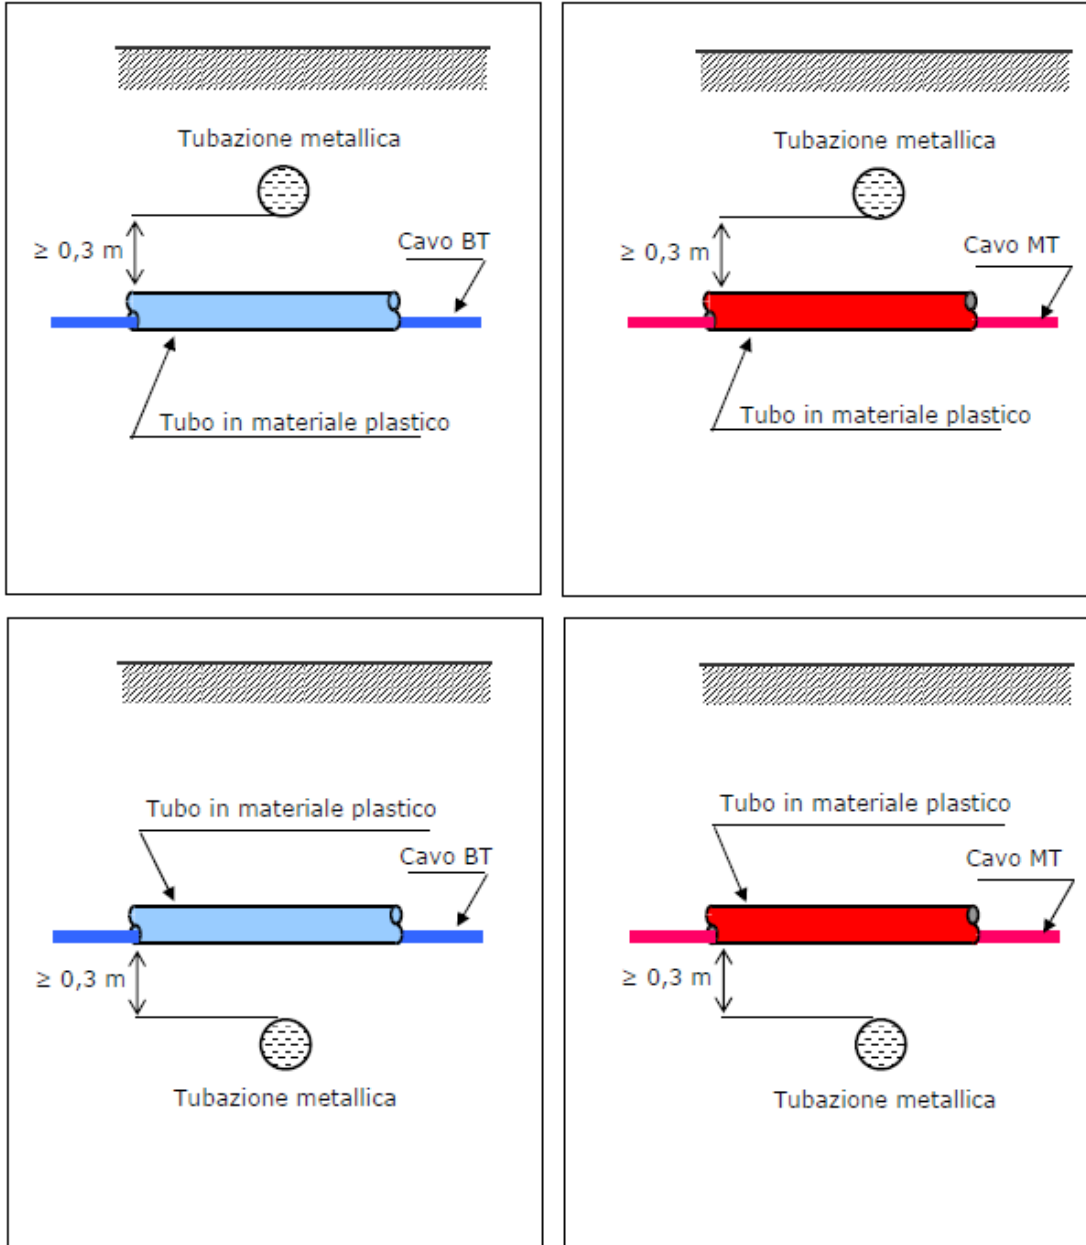 Tubazione metallica
≥ 0,3 m
Cavo BT
Tubo in materiale plastico
Tubazione metallica
≥ 0,3 m
Cavo MT
Tubo in materiale plastico
Tubo in materiale plastico
Cavo BT
≥ 0,3 m
Tubazione metallica
Tubo in materiale plastico
Cavo MT
≥ 0,3 m
Tubazione metallica